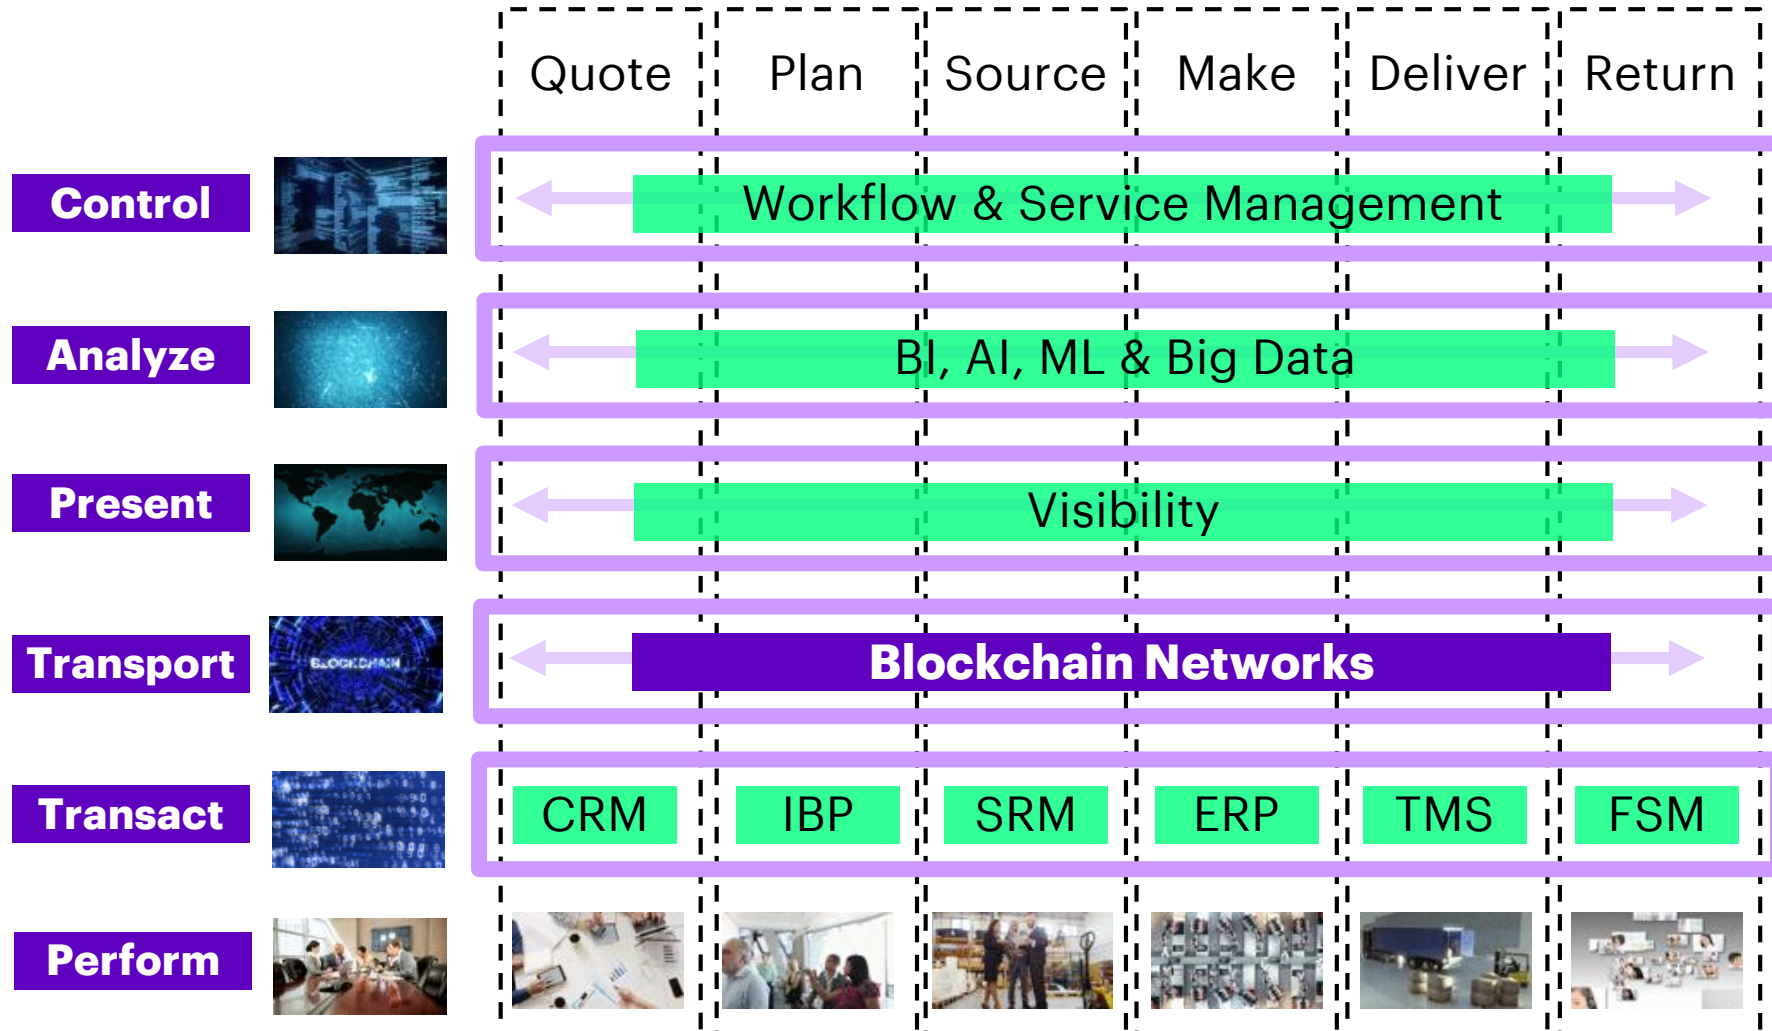 Quote Plan Source Make Deliver Return
Control Workflow & Service Management
Analyze BI, AI, ML & Big Data
Present Visibility
Transport BLOCKCHAIN Blockchain Networks
Transact CRM IBP SRM ERP TMS FSM
Perform